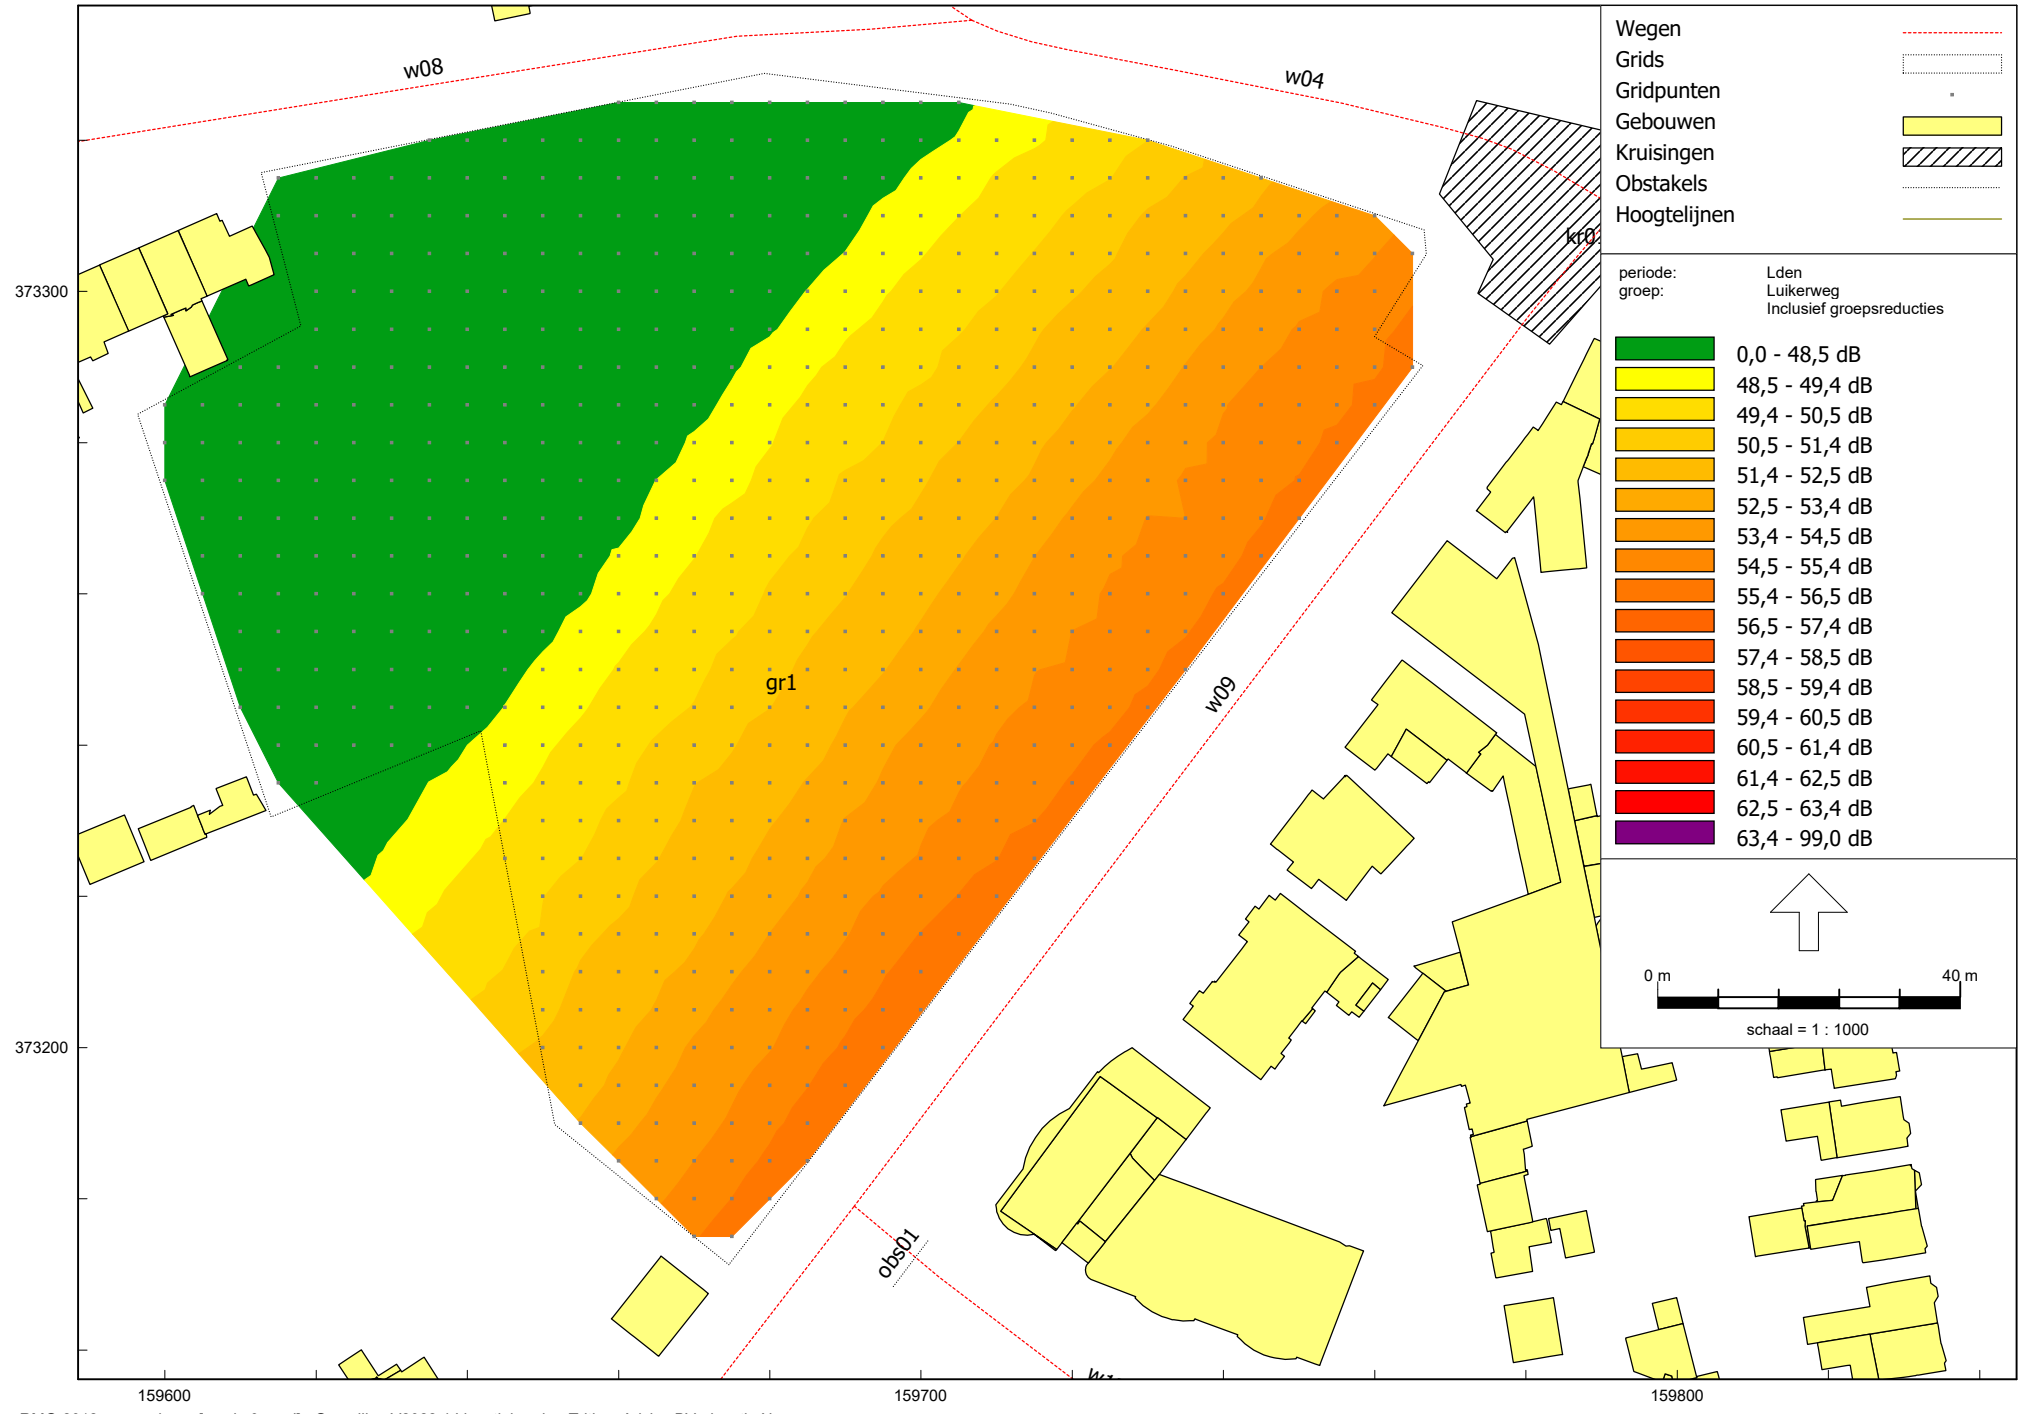 Wegen
Grids
Gridpunten
Gebouwen
Kruisingen
Obstakels
Hoogtelijnen
periode: Lden
groep: Luikerweg
Inclusief groepsreducties
0,0 - 48,5 dB
48,5 - 49,4 dB
49,4 - 50,5 dB
50,5 - 51,4 dB
51,4 - 52,5 dB
52,5 - 53,4 dB
53,4 - 54,5 dB
54,5 - 55,4 dB
55,4 - 56,5 dB
56,5 - 57,4 dB
57,4 - 58,5 dB
58,5 - 59,4 dB
59,4 - 60,5 dB
60,5 - 61,4 dB
61,4 - 62,5 dB
62,5 - 63,4 dB
63,4 - 99,0 dB
0 m 40 m
schaal = 1 : 1000
w08
w04
kr0
373300
gr1
w09
373200
obs01
159600 159700 159800